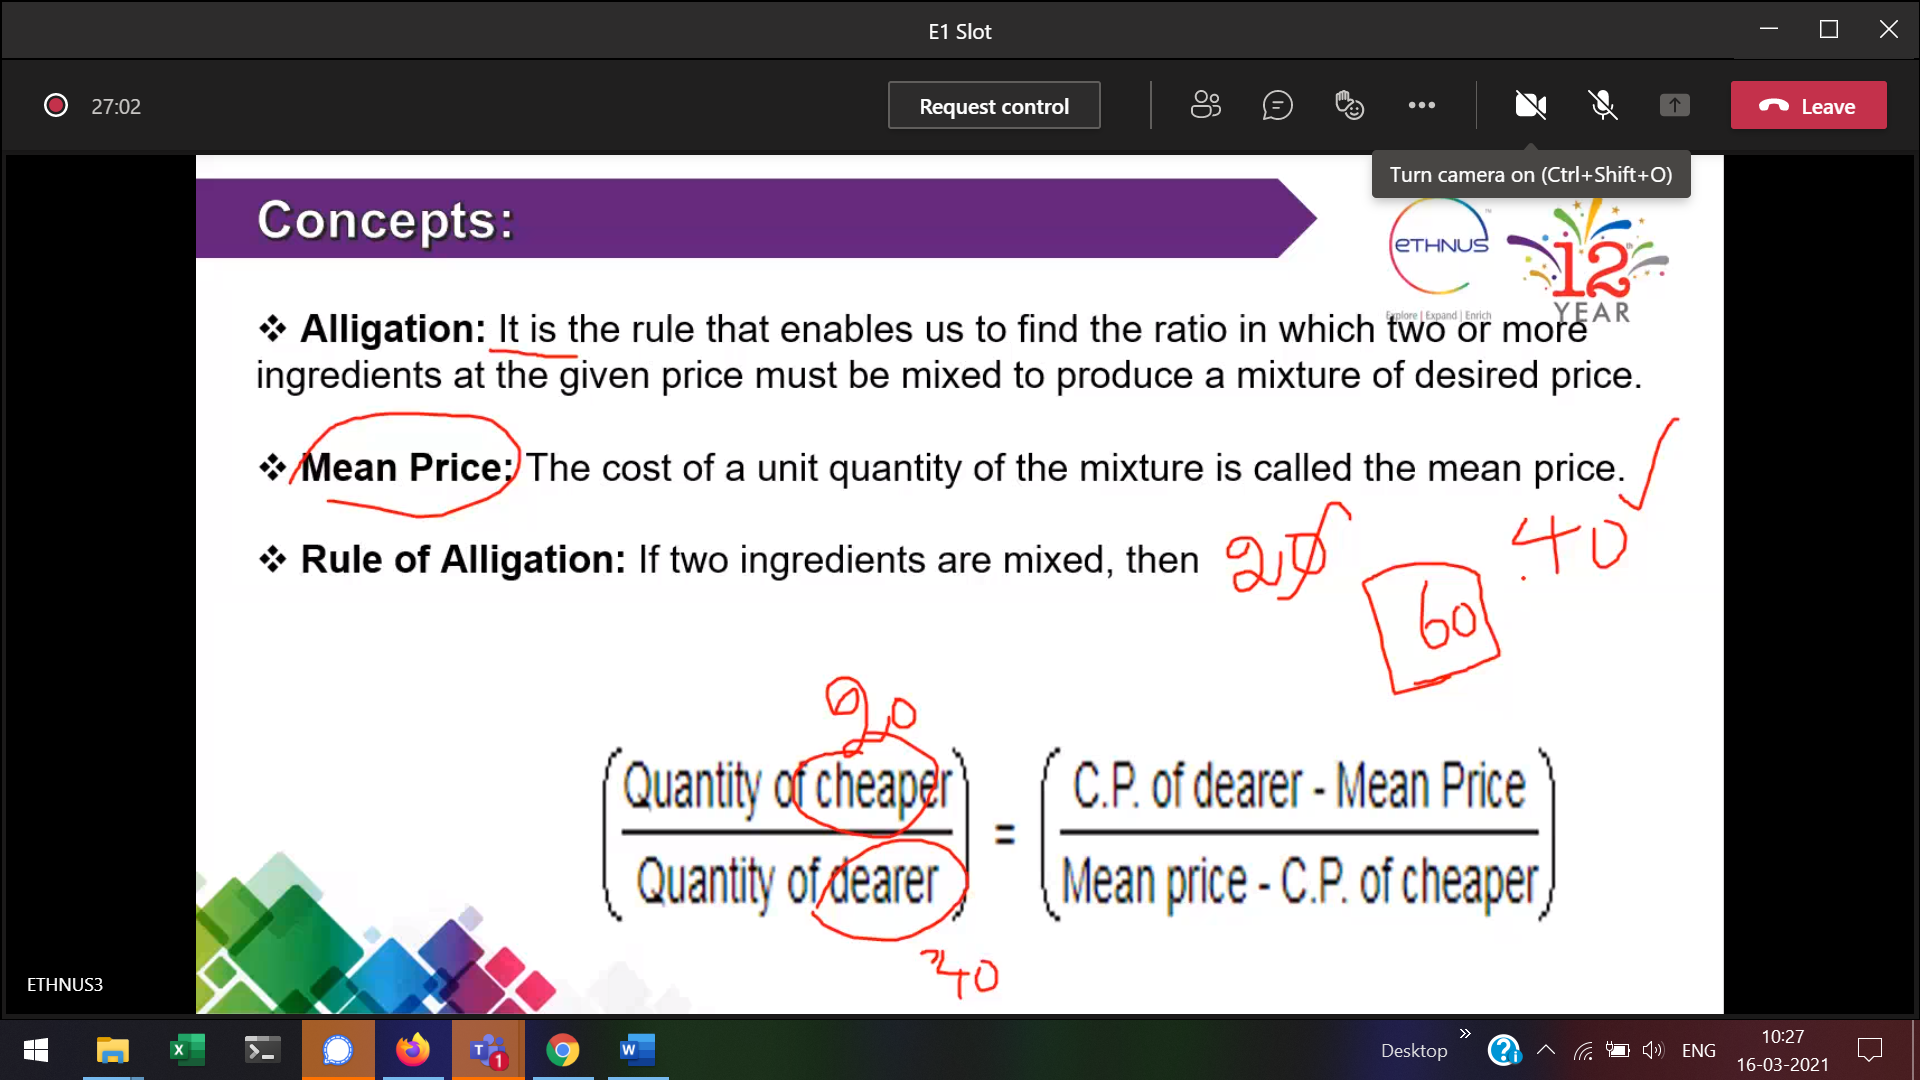 E1 Slot
27:02
Request control
Leave
Turn camera on (Ctrl+Shift+O)
Concepts:
ETHNUS
TM
Explore | Expand | Enrich
12th
YEAR
❖ Alligation: It is the rule that enables us to find the ratio in which two or more
ingredients at the given price must be mixed to produce a mixture of desired price.
❖ Mean Price: The cost of a unit quantity of the mixture is called the mean price.
❖ Rule of Alligation: If two ingredients are mixed, then
20
40
60
20
(Quantity of cheaper
Quantity of dearer)
=
(C.P. of dearer - Mean Price
Mean price - C.P. of cheaper)
40
ETHNUS3
Desktop
»
ENG
10:27
16-03-2021
1